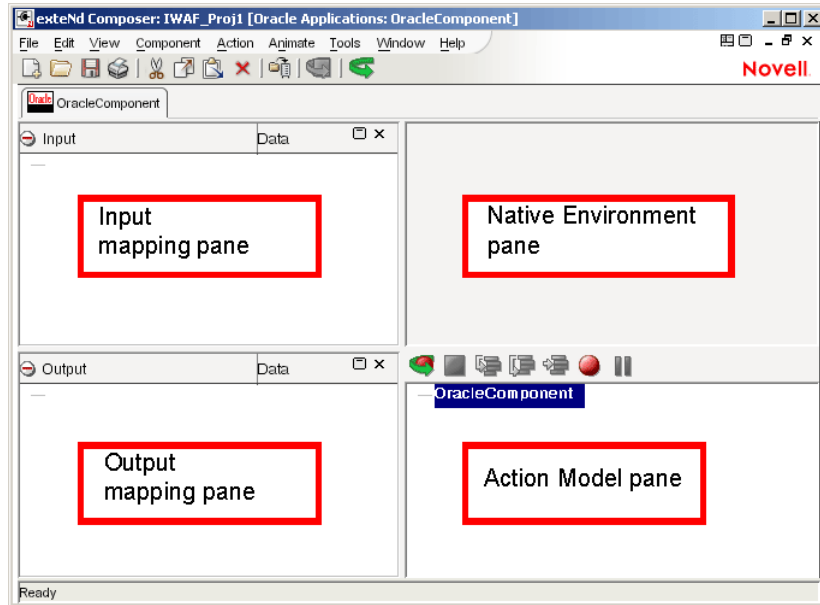 exteNd Composer: IWAF_Proj1 [Oracle Applications: OracleComponent]
File Edit View Component Action Animate Tools Window Help
Novell.
Oracle OracleComponent
Input Data
Input
mapping pane
Native Environment
pane
Output Data
OracleComponent
Output
mapping pane
Action Model pane
Ready